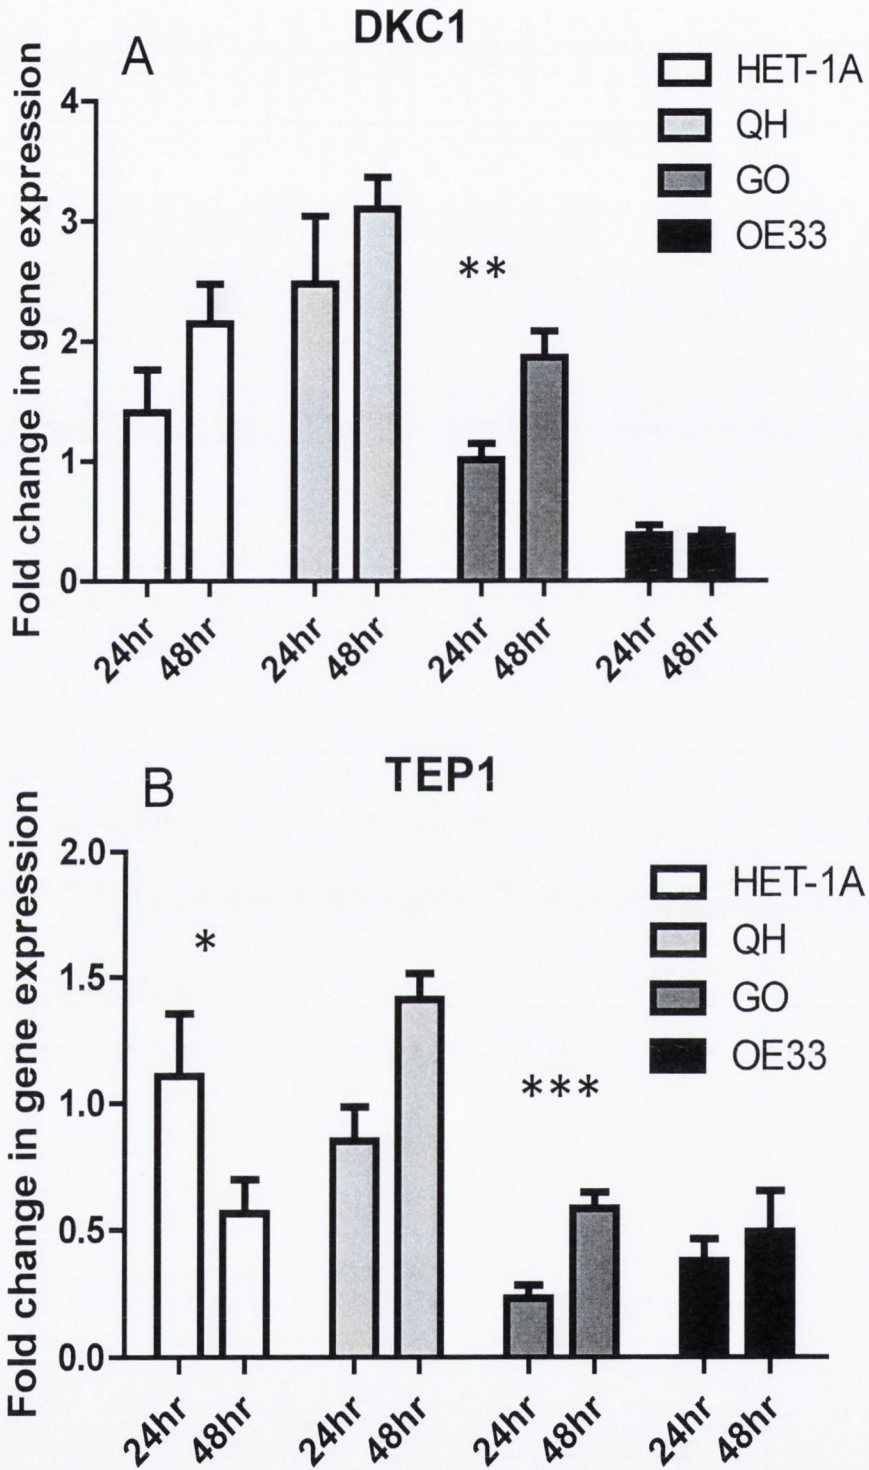 DKC1
A
HET-1A
QH
GO
OE33
Fold change in gene expression
4
3
2
1
0
**
24hr 48hr 24hr 48hr 24hr 48hr 24hr 48hr
TEP1
B
HET-1A
QH
GO
OE33
Fold change in gene expression
2.0
1.5
1.0
0.5
0.0
*
***
24hr 48hr 24hr 48hr 24hr 48hr 24hr 48hr